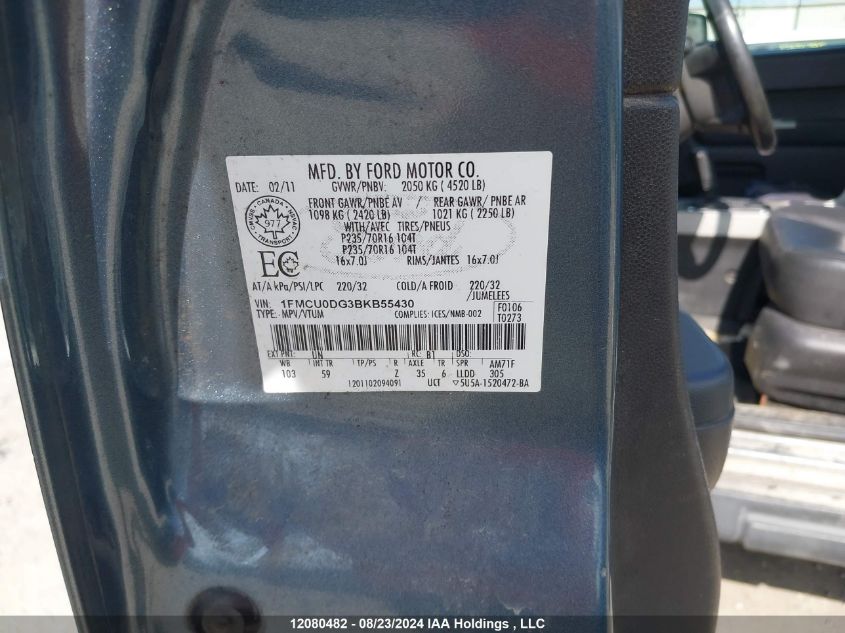 MFD. BY FORD MOTOR CO.
DATE: 02/11 GVWR/PNBV: 2050 KG ( 4520 LB)
FRONT GAWR/PNBE AV / REAR GAWR/ PNBE AR
1098 KG ( 2420 LB) 1021 KG ( 2250 LB)
WITH/AVEC TIRES/PNEUS
P235/70R16 104T
P235/70R16 104T
16x7.0J RIMS/JANTES 16x7.0J
CANADA
977
TRANSPORT
EC
AT/A kPa/PSI/LPC 220/32 COLD/A FROID 220/32
/JUMELEES
VIN: 1FMCU0DG3BKB55430 F0106
TYPE: MPV/VTUM COMPLIES: ICES/NMB-002 T0273
EXT PNT: UN RC: B1 DSO:
WB INT TR TP/PS R AXLE TR SPR AM71F
103 59 Z 35 6 LLDD 305
1201102094091 UCT ▽5U5A-1520472-BA
12080482 - 08/23/2024 IAA Holdings , LLC